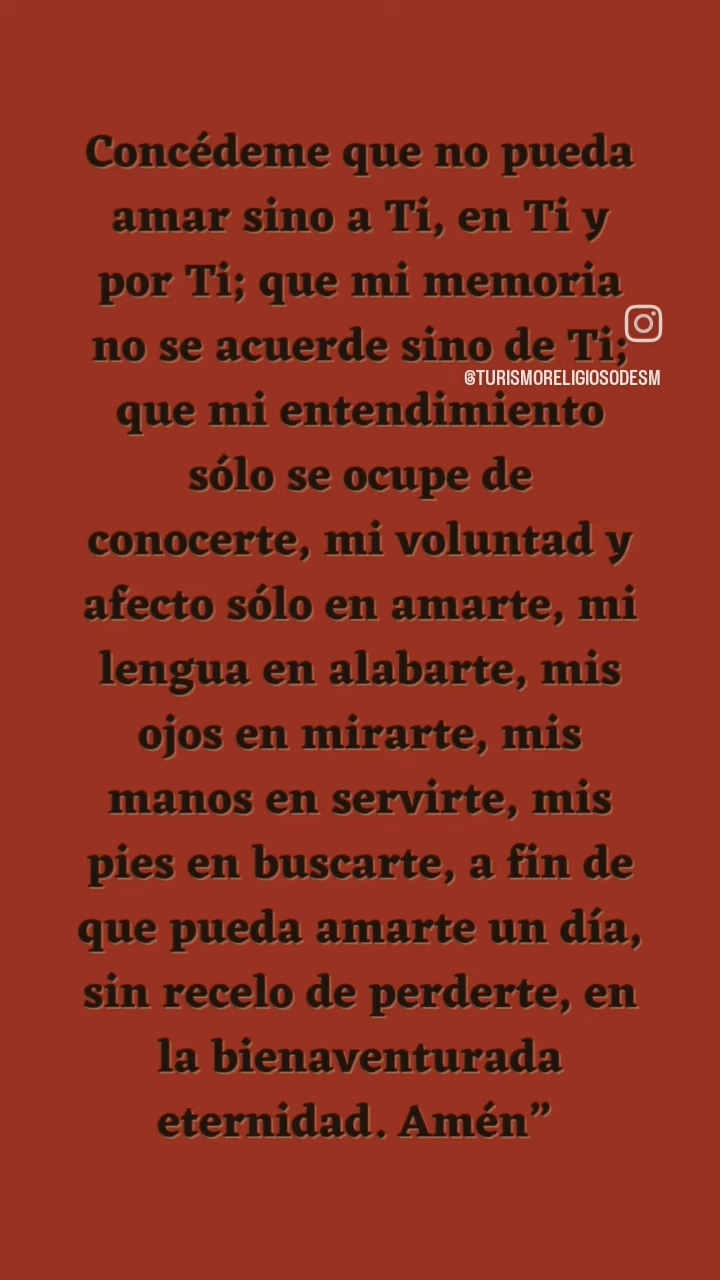 Concédeme que no pueda
amar sino a Ti, en Ti y
por Ti; que mi memoria
no se acuerde sino de Ti;
@TURISMORELIGIOSODESM
que mi entendimiento
sólo se ocupe de
conocerte, mi voluntad y
afecto sólo en amarte, mi
lengua en alabarte, mis
ojos en mirarte, mis
manos en servirte, mis
pies en buscarte, a fin de
que pueda amarte un día,
sin recelo de perderte, en
la bienaventurada
eternidad. Amén”